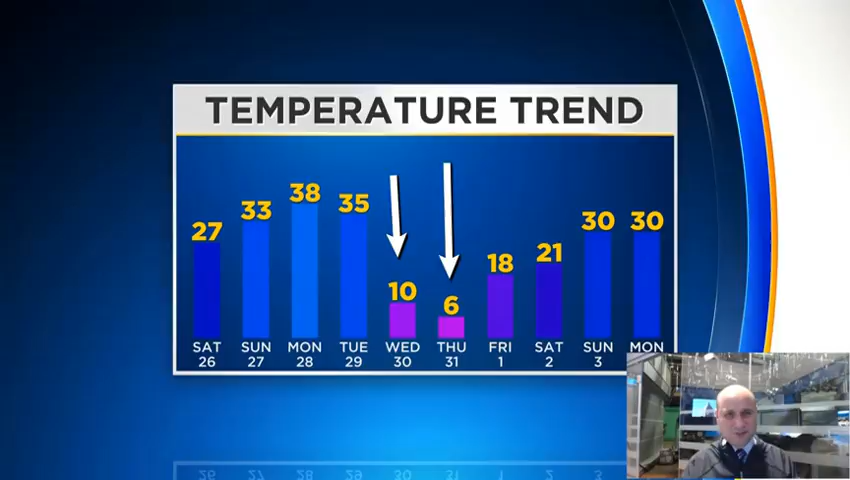 TEMPERATURE TREND
27 33 38 35 10 6 18 21 30 30
SAT SUN MON TUE WED THU FRI SAT SUN MON
26 27 28 29 30 31 1 2 3